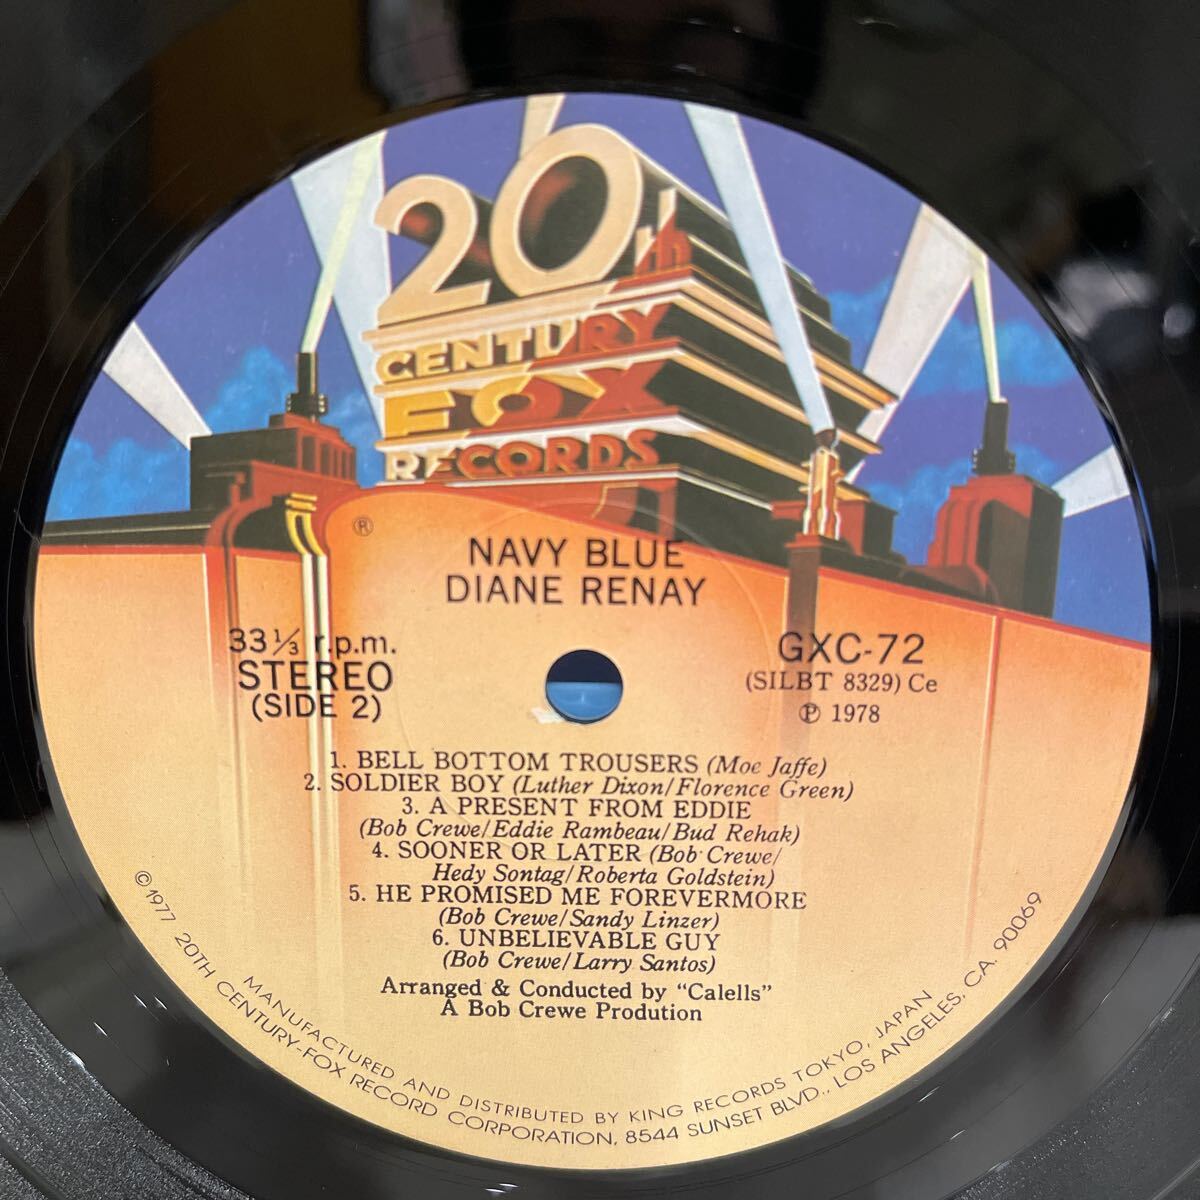 20th
CENTURY
FOX
RECORDS
®
NAVY BLUE
DIANE RENAY
33 1/3 r.p.m.
STEREO
(SIDE 2)
GXC-72
(SILBT 8329) Ce
℗ 1978
1. BELL BOTTOM TROUSERS (Moe Jaffe)
2. SOLDIER BOY (Luther Dixon/Florence Green)
3. A PRESENT FROM EDDIE
(Bob Crewe/Eddie Rambeau/Bud Rehak)
4. SOONER OR LATER (Bob Crewe/
Hedy Sontag/Roberta Goldstein)
5. HE PROMISED ME FOREVERMORE
(Bob Crewe/Sandy Linzer)
6. UNBELIEVABLE GUY
(Bob Crewe/Larry Santos)
Arranged & Conducted by "Calells"
A Bob Crewe Prodution
MANUFACTURED AND DISTRIBUTED BY KING RECORDS TOKYO, JAPAN
© 1977 20TH CENTURY-FOX RECORD CORPORATION, 8544 SUNSET BLVD., LOS ANGELES, CA. 90069